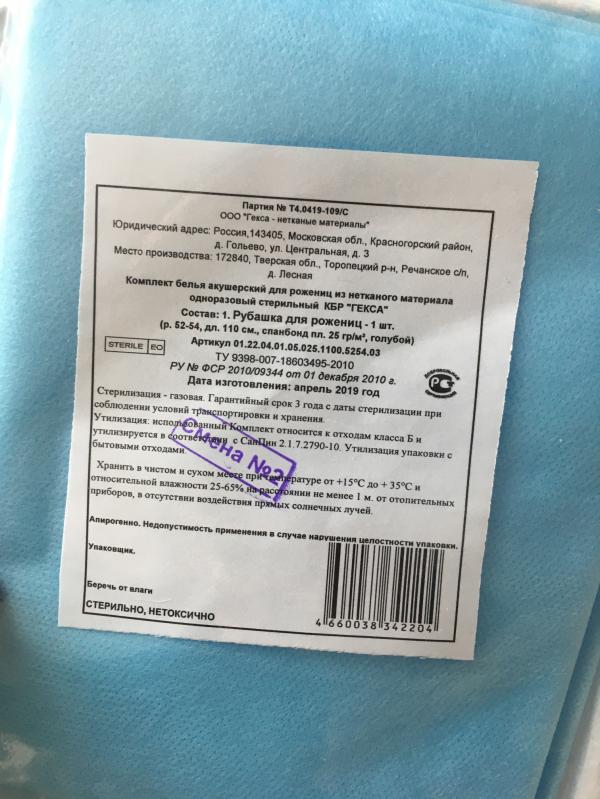 Партия № Т4.0419-109/С
ООО "Гекса - нетканые материалы"
Юридический адрес: Россия,143405, Московская обл., Красногорский район,
д. Гольево, ул. Центральная, д. 3
Место производства: 172840, Тверская обл., Торопецкий р-н, Речанское с/п,
д. Лесная
Комплект белья акушерский для рожениц из нетканого материала
одноразовый стерильный КБР "ГЕКСА"
Состав: 1. Рубашка для рожениц - 1 шт.
(р. 52-54, дл. 110 см., спанбонд пл. 25 гр/м², голубой)
STERILE EO
Артикул 01.22.04.01.05.025.1100.5254.03
ТУ 9398-007-18603495-2010
РУ № ФСР 2010/09344 от 01 декабря 2010 г.
Дата изготовления: апрель 2019 год
Добровольная
РС
Стерилизация - газовая. Гарантийный срок 3 года с даты стерилизации при
соблюдении условий транспортировки и хранения.
Утилизация: использованный Комплект относится к отходам класса Б и
утилизируется в соответствии с СанПин 2.1.7.2790-10. Утилизация упаковки с
бытовыми отходами.
Смена №2
Хранить в чистом и сухом месте при температуре от +15°С до + 35°С и
относительной влажности 25-65% на расстоянии не менее 1 м. от отопительных
приборов, в отсутствии воздействия прямых солнечных лучей.
Апирогенно. Недопустимость применения в случае нарушения целостности упаковки.
Упаковщик.
Беречь от влаги
СТЕРИЛЬНО, НЕТОКСИЧНО
4 660038 342204